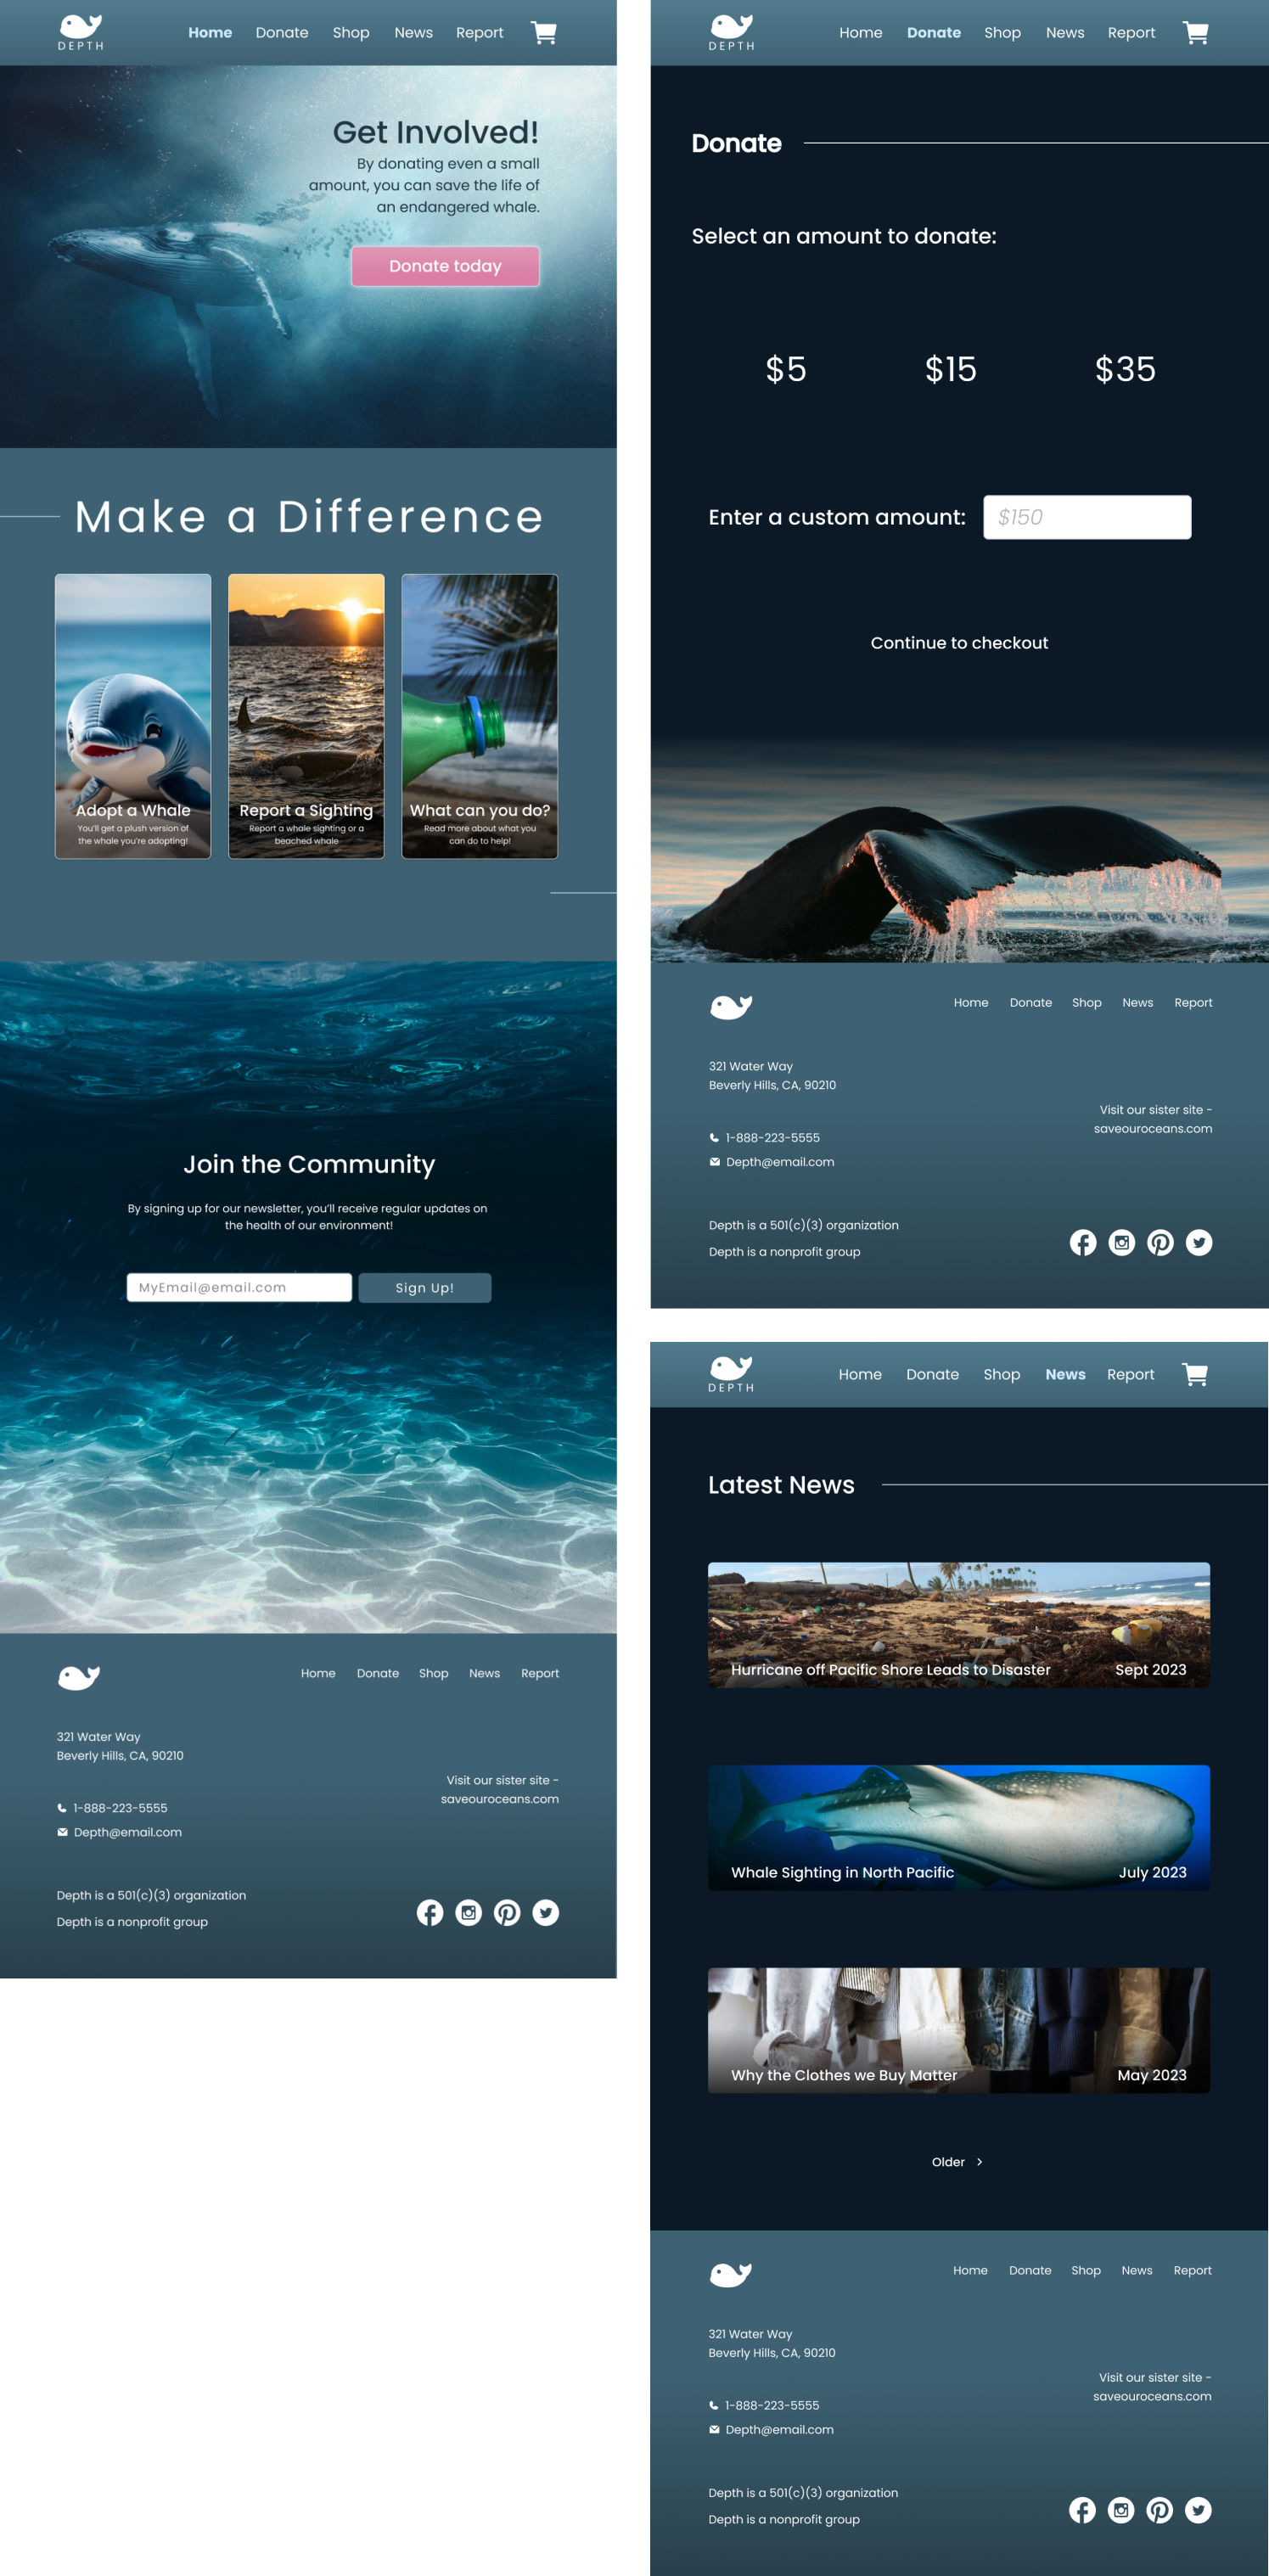 DEPTH
Home Donate Shop News Report
Get Involved!
By donating even a small
amount, you can save the life of
an endangered whale.
Donate today
Make a Difference
Adopt a Whale
You'll get a plush version of
the whale you're adopting!
Report a Sighting
Report a whale sighting or a
beached whale
What can you do?
Read more about what you
can do to help!
Join the Community
By signing up for our newsletter, you'll receive regular updates on
the health of our environment!
MyEmail@email.com
Sign Up!
Home Donate Shop News Report
321 Water Way
Beverly Hills, CA, 90210
Visit our sister site -
saveouroceans.com
1-888-223-5555
Depth@email.com
Depth is a 501(c)(3) organization
Depth is a nonprofit group
DEPTH
Home Donate Shop News Report
Donate
Select an amount to donate:
$5 $15 $35
Enter a custom amount: $150
Continue to checkout
Home Donate Shop News Report
321 Water Way
Beverly Hills, CA, 90210
Visit our sister site -
saveouroceans.com
1-888-223-5555
Depth@email.com
Depth is a 501(c)(3) organization
Depth is a nonprofit group
DEPTH
Home Donate Shop News Report
Latest News
Hurricane off Pacific Shore Leads to Disaster Sept 2023
Whale Sighting in North Pacific July 2023
Why the Clothes we Buy Matter May 2023
Older
Home Donate Shop News Report
321 Water Way
Beverly Hills, CA, 90210
Visit our sister site -
saveouroceans.com
1-888-223-5555
Depth@email.com
Depth is a 501(c)(3) organization
Depth is a nonprofit group